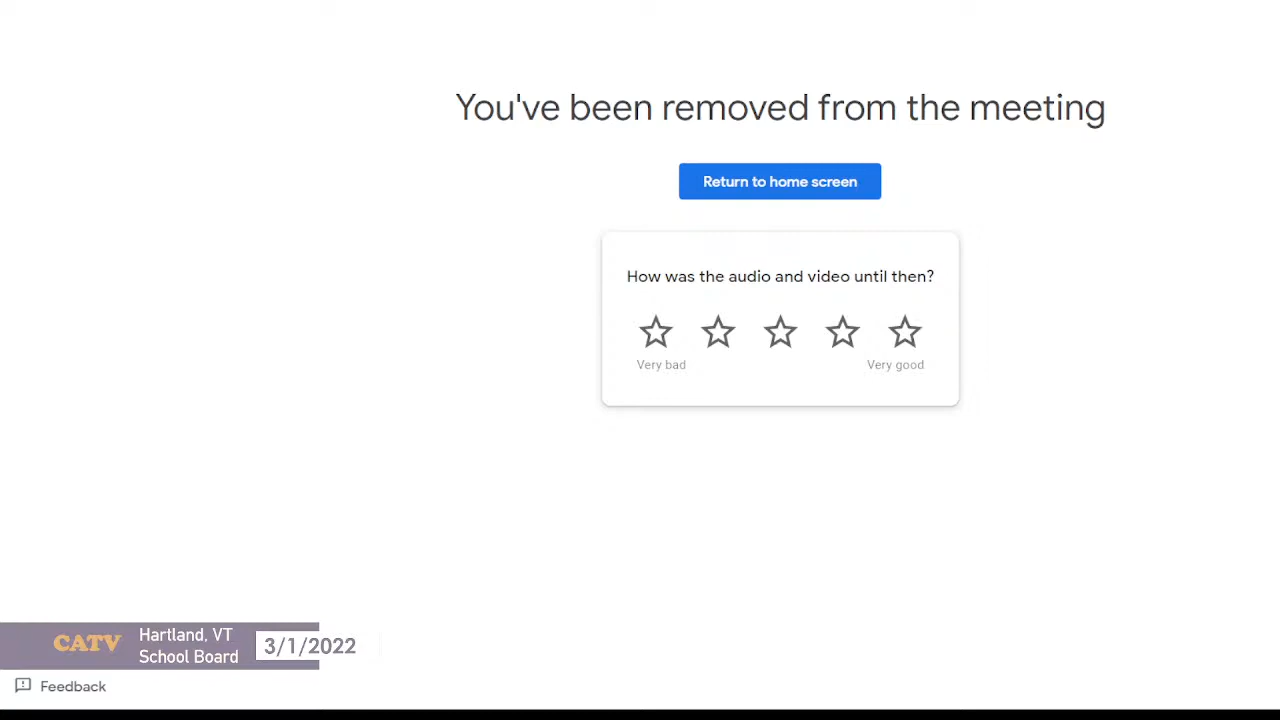 You've been removed from the meeting
Return to home screen
How was the audio and video until then?
Very bad
Very good
CATV
Hartland, VT
School Board
3/1/2022
Feedback